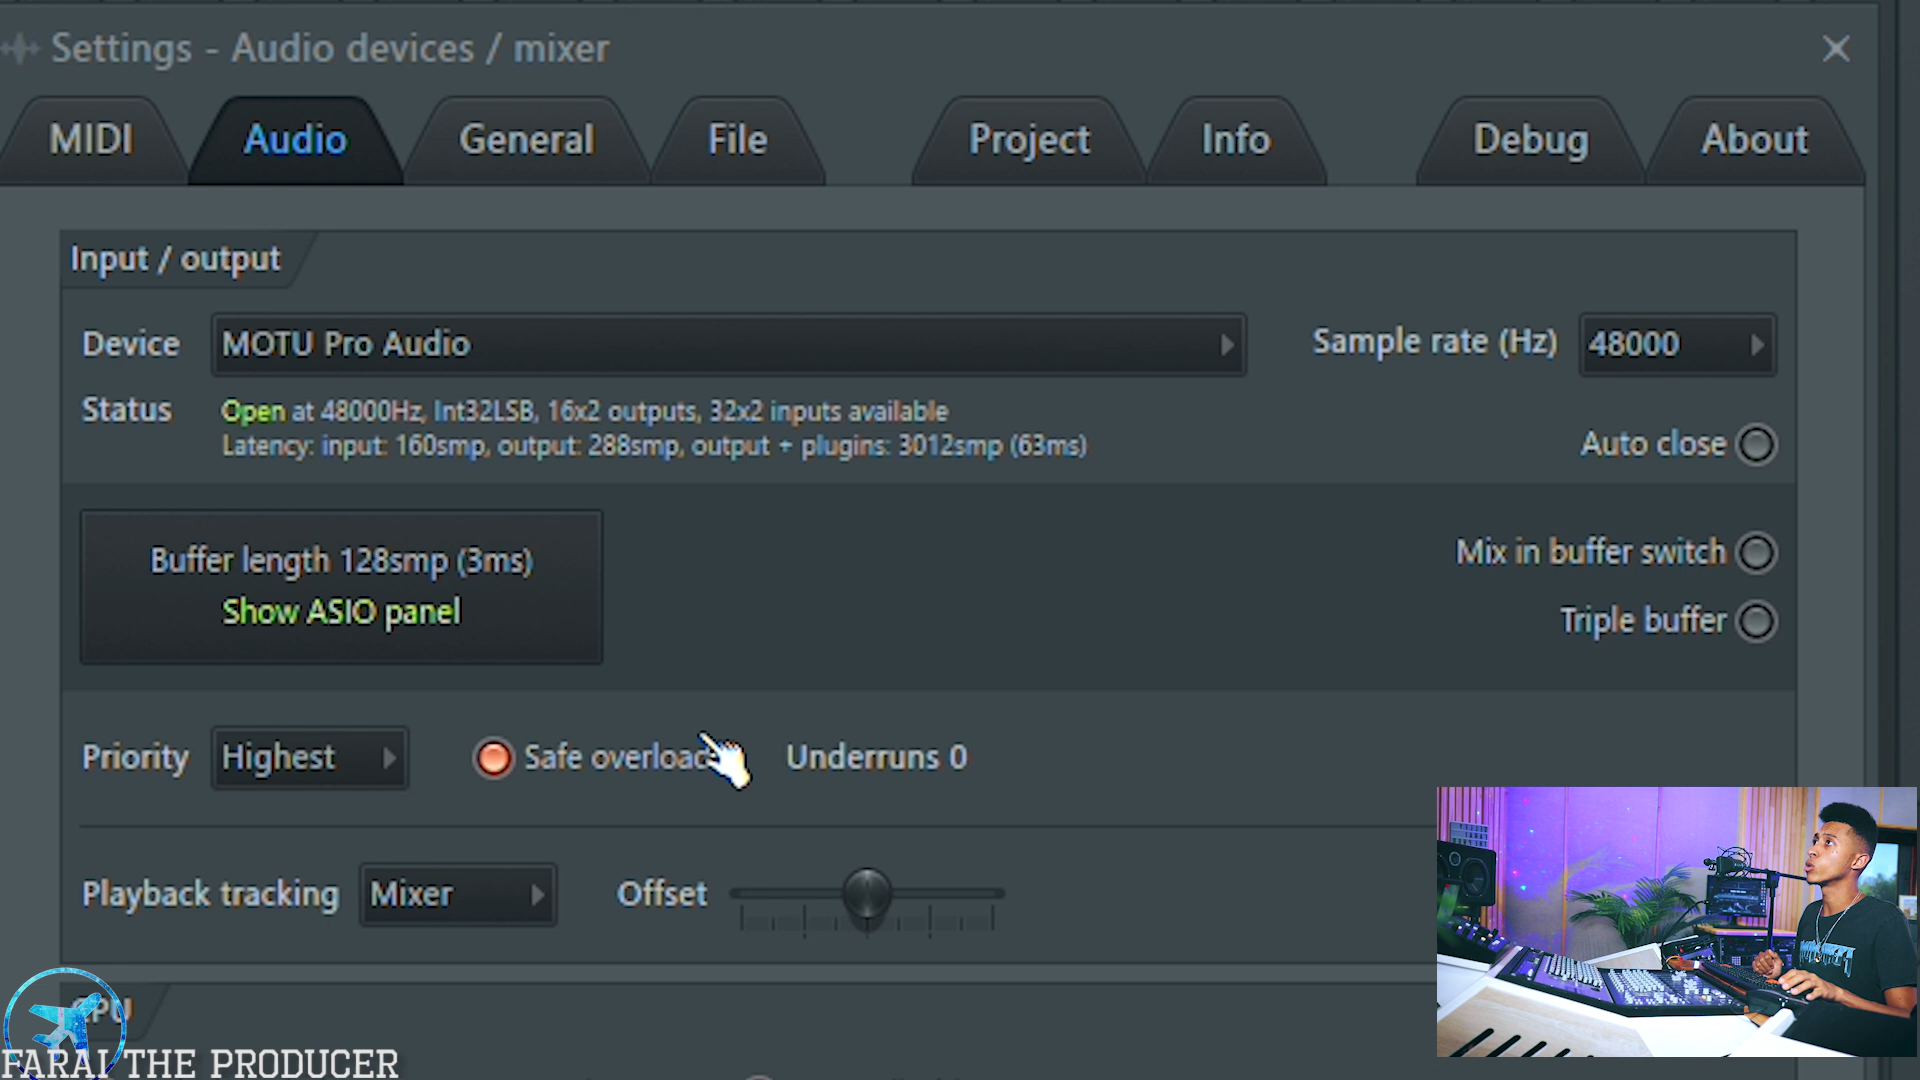 Settings - Audio devices / mixer
MIDI
Audio
General
File
Project
Info
Debug
About
Input / output
Device
MOTU Pro Audio
Sample rate (Hz)
48000
Status
Open at 48000Hz, Int32LSB, 16x2 outputs, 32x2 inputs available
Latency: input: 160smp, output: 288smp, output + plugins: 3012smp (63ms)
Auto close
Buffer length 128smp (3ms)
Show ASIO panel
Mix in buffer switch
Triple buffer
Priority
Highest
Safe overloads
Underruns 0
Playback tracking
Mixer
Offset
CPU
FARAI THE PRODUCER